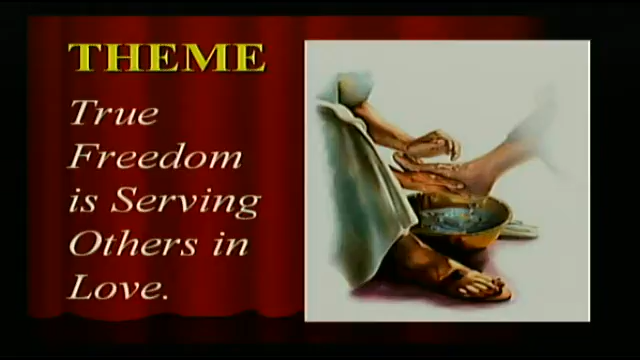 THEME
True
Freedom
is Serving
Others in
Love.